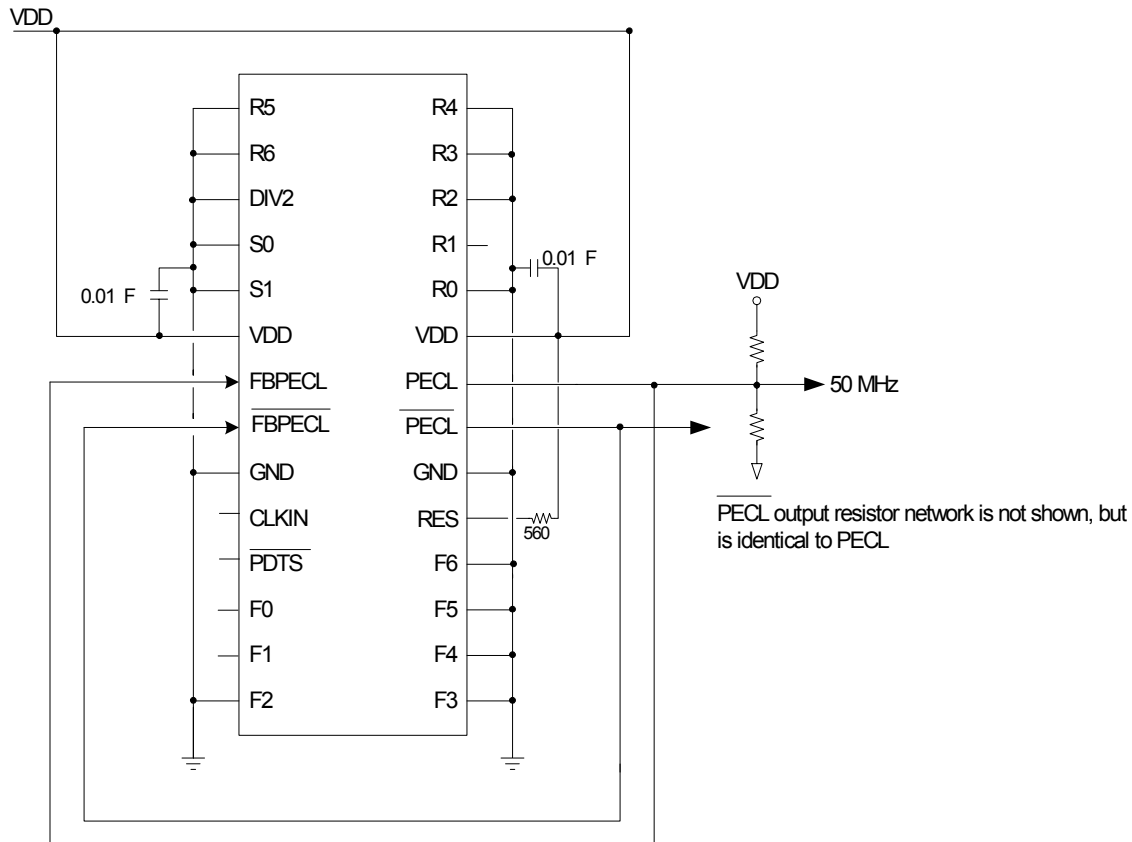 VDD
R5
R4
R6
R3
DIV2
R2
S0
R1
0.01 F
S1
R0
0.01 F
VDD
VDD
VDD
FBPECL
PECL
50 MHz
FBPECL
PECL
GND
GND
CLKIN
RES
560
PECL output resistor network is not shown, but
is identical to PECL
PDTS
F6
F0
F5
F1
F4
F2
F3